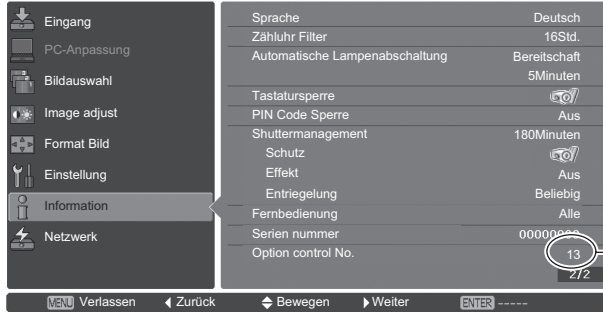 Eingang
PC-Anpassung
Bildauswahl
Image adjust
Format Bild
Einstellung
Information
Netzwerk
Sprache Deutsch
Zähluhr Filter 16Std.
Automatische Lampenabschaltung Bereitschaft
5Minuten
Tastatursperre
PIN Code Sperre Aus
Shuttermanagement 180Minuten
Schutz
Effekt Aus
Entriegelung Beliebig
Fernbedienung Alle
Serien nummer
Option control No. 13
2/2
MENU Verlassen Zurück Bewegen Weiter ENTER -----